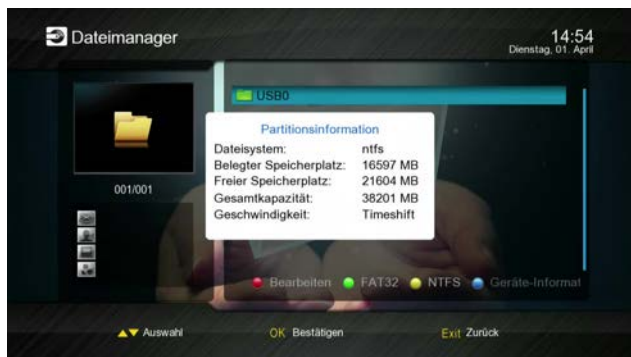 Dateimanager
14:54
Dienstag, 01. April
USB0
Partitionsinformation
Dateisystem: ntfs
Belegter Speicherplatz: 16597 MB
Freier Speicherplatz: 21604 MB
Gesamtkapazität: 38201 MB
Geschwindigkeit: Timeshift
001/001
Bearbeiten FAT32 NTFS Geräte-Informat
Auswahl OK Bestätigen Exit Zurück